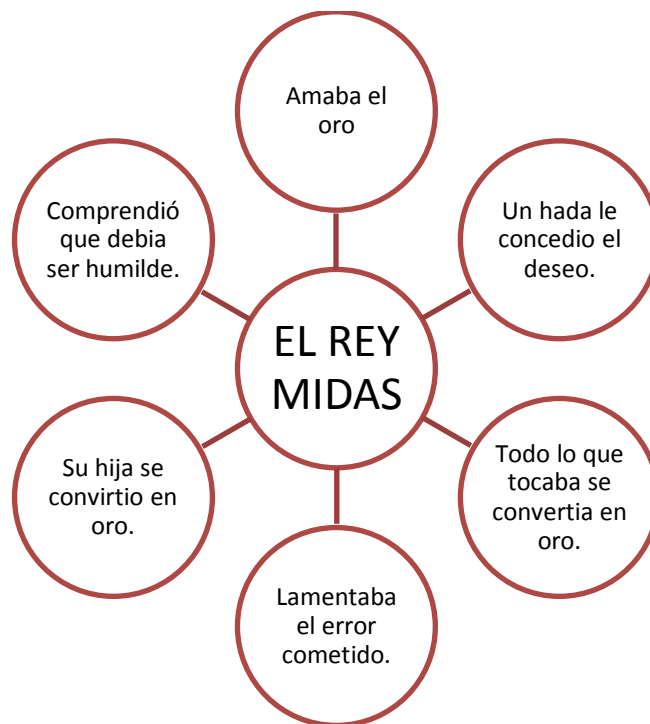 Amaba el
oro
Un hada le
concedio el
deseo.
Todo lo que
tocaba se
convertia en
oro.
Lamentaba
el error
cometido.
Su hija se
convirtio en
oro.
Comprendió
que debia
ser humilde.
EL REY
MIDAS